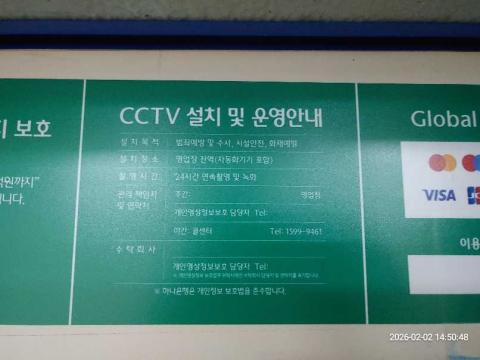 지 보호
억원까지”
니다.
CCTV 설치 및 운영안내
설 치 목 적 범죄예방 및 수사, 시설안전, 화재예방
설 치 장 소 영업장 전역(자동화기기 포함)
촬 영 시 간 24시간 연속촬영 및 녹화
관리 책임자 및 연락처 주간: 영업점
개인영상정보보호 담당자 Tel:
야간: 콜센터 Tel: 1599-9461
수 탁 회 사
개인영상정보보호 담당자 Tel:
※ 하나은행은 개인정보 보호법을 준수합니다.
Global
VISA
이용
2026-02-02 14:50:48